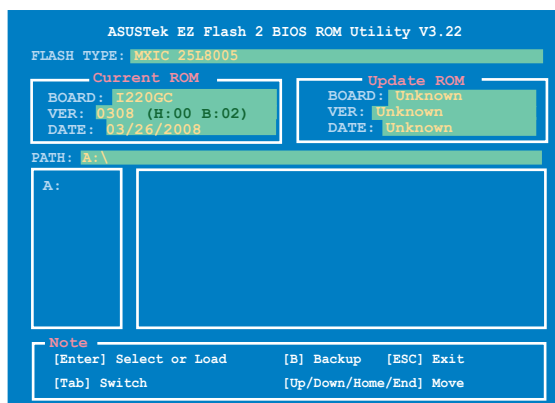 ASUSTek EZ Flash 2 BIOS ROM Utility V3.22
FLASH TYPE: MXIC 25L8005
Current ROM
BOARD: I220GC
VER: 0308 (H:00 B:02)
DATE: 03/26/2008
Update ROM
BOARD: Unknown
VER: Unknown
DATE: Unknown
PATH: A:\
A:
Note
[Enter] Select or Load [B] Backup [ESC] Exit
[Tab] Switch [Up/Down/Home/End] Move